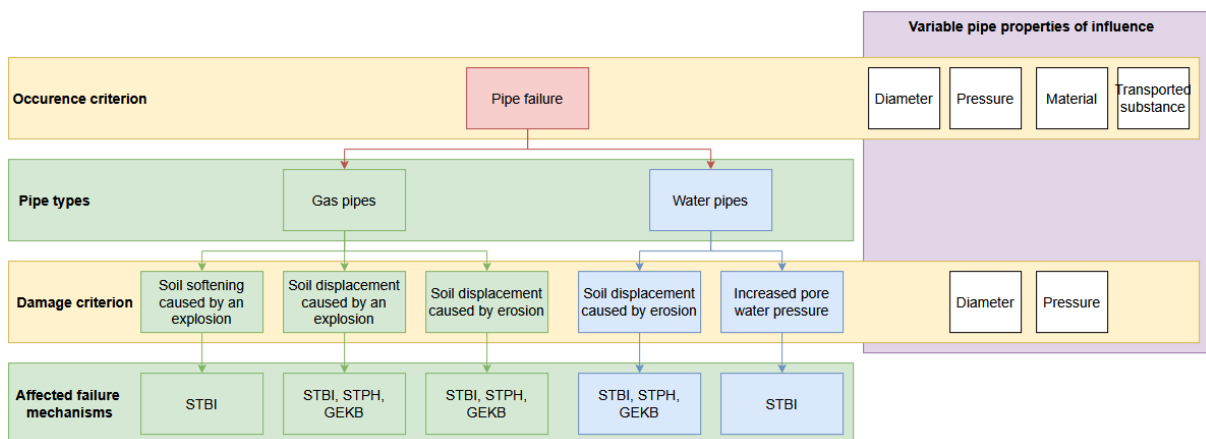 Variable pipe properties of influence
Occurence criterion
Pipe failure
Diameter
Pressure
Material
Transported
substance
Pipe types
Gas pipes
Water pipes
Damage criterion
Soil softening
caused by an
explosion
Soil displacement
caused by an
explosion
Soil displacement
caused by erosion
Soil displacement
caused by erosion
Increased pore
water pressure
Diameter
Pressure
Affected failure
mechanisms
STBI
STBI, STPH,
GEKB
STBI, STPH,
GEKB
STBI, STPH,
GEKB
STBI